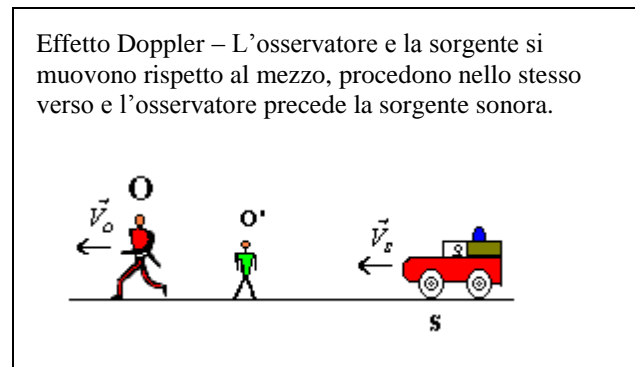 Effetto Doppler – L’osservatore e la sorgente si
muovono rispetto al mezzo, procedono nello stesso
verso e l’osservatore precede la sorgente sonora.
O
V⃗o
O'
V⃗s
s